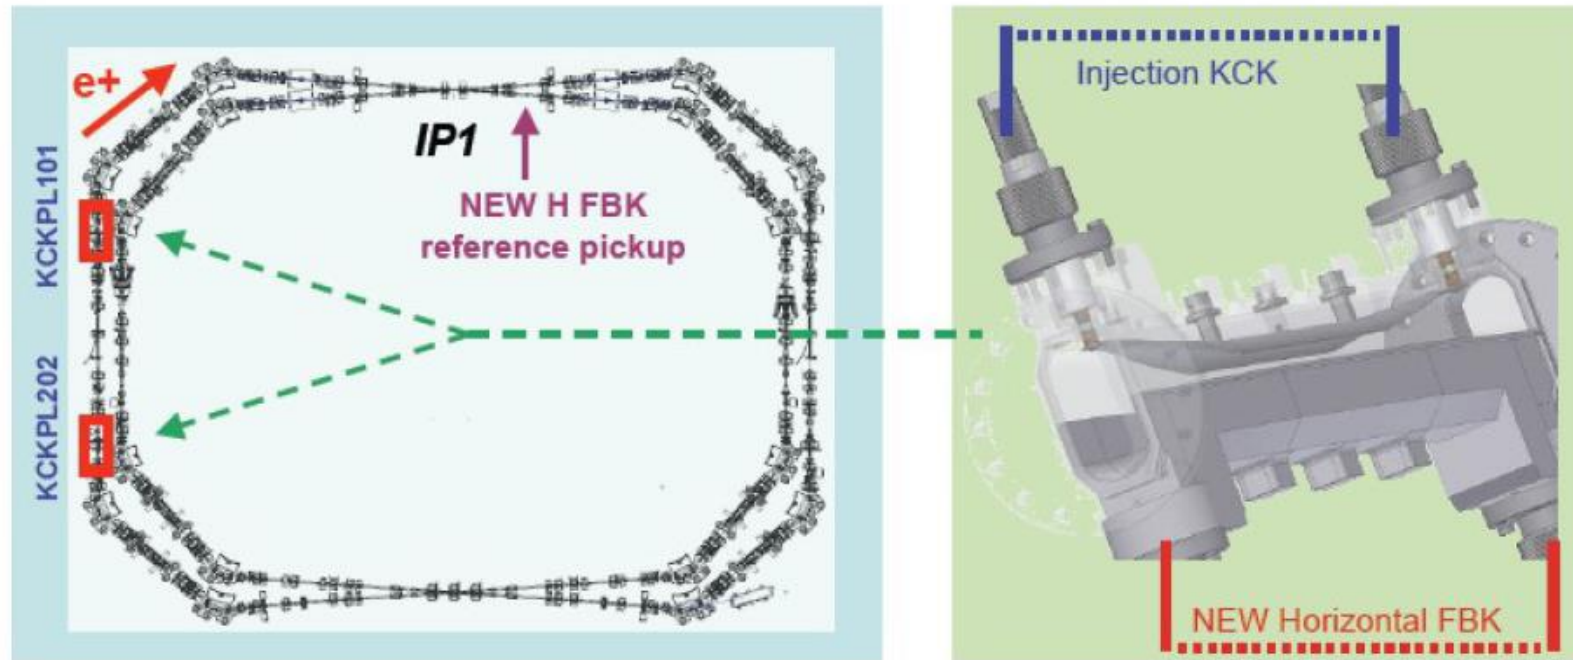 e+
KCKPL101
KCKPL202
IP1
NEW H FBK
reference pickup
Injection KCK
NEW Horizontal FBK